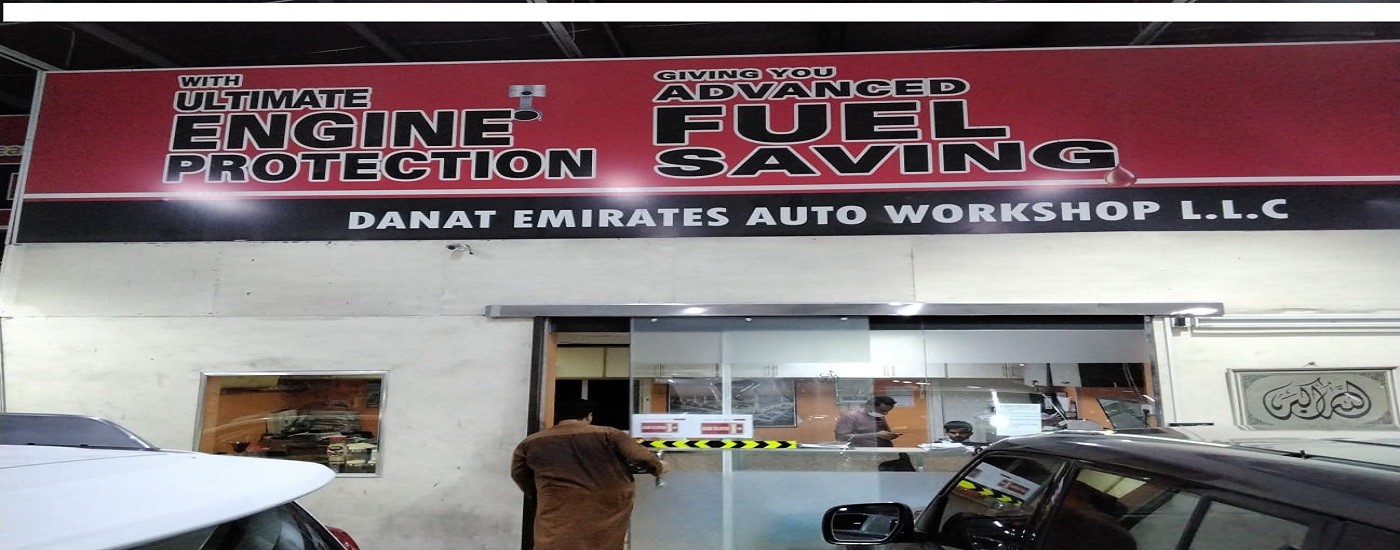 WITH
ULTIMATE
ENGINE
PROTECTION
GIVING YOU
ADVANCED
FUEL
SAVING
DANAT EMIRATES AUTO WORKSHOP L.L.C
الله أكبر